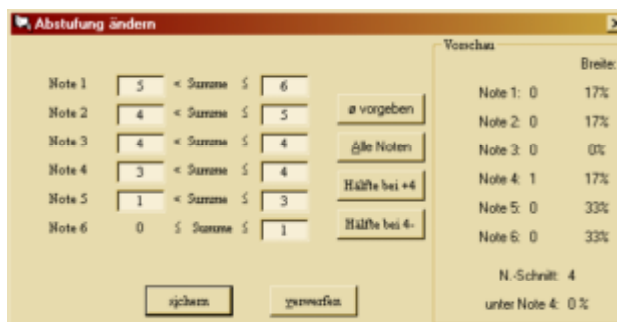 Abstufung ändern
Note 1 5 < Summe ≤ 6
Note 2 4 < Summe ≤ 5
Note 3 4 < Summe ≤ 4
Note 4 3 < Summe ≤ 4
Note 5 1 < Summe ≤ 3
Note 6 0 ≤ Summe ≤ 1
ø vorgeben
Alle Noten
Hälfte bei +4
Hälfte bei 4-
sichern verwerfen
Vorschau
Breite:
Note 1: 0 17%
Note 2: 0 17%
Note 3: 0 0%
Note 4: 1 17%
Note 5: 0 33%
Note 6: 0 33%
N.-Schnitt: 4
unter Note 4: 0 %